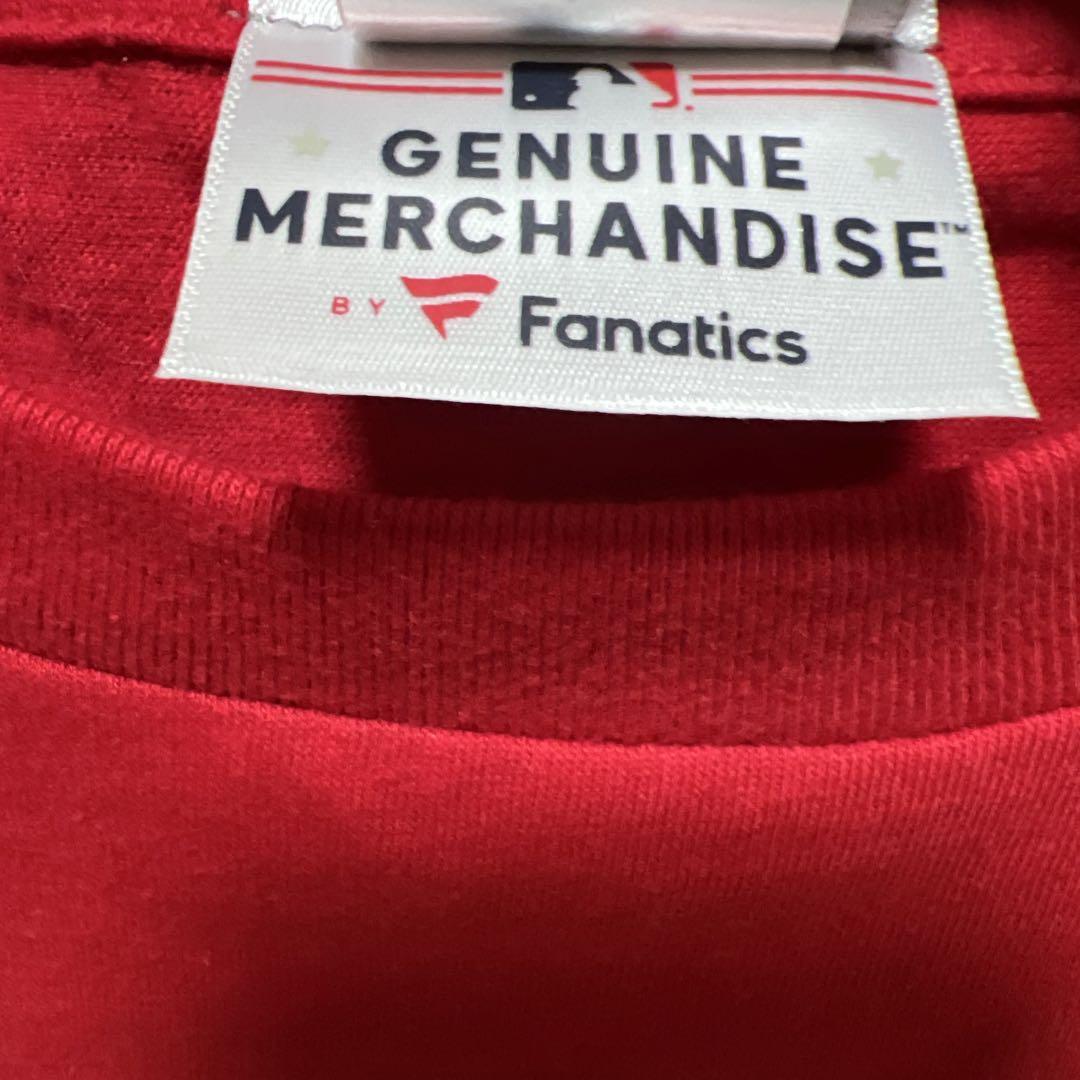 GENUINE
MERCHANDISE™
BY Fanatics